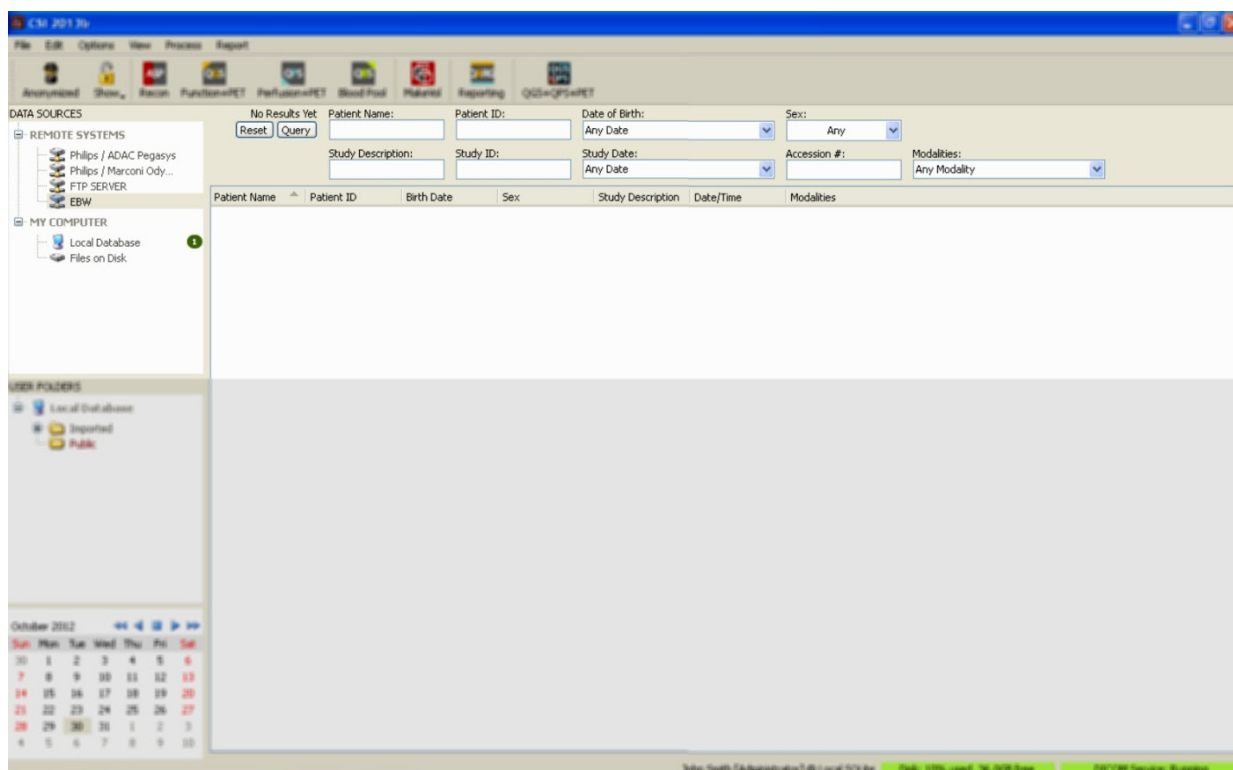 CSI 2013b
File Edit Options View Process Report
Anonymized Show Recon Function+PET Perfusion+PET Blood Pool Reporting QGS+QPS+PET
DATA SOURCES
REMOTE SYSTEMS
Philips / ADAC Pegasys
Philips / Marconi Ody...
FTP SERVER
EBW
MY COMPUTER
Local Database 1
Files on Disk
No Results Yet Patient Name: Patient ID: Date of Birth: Sex:
Reset Query Any Date Any
Study Description: Study ID: Study Date: Accession #: Modalities:
Any Date Any Modality
Patient Name Patient ID Birth Date Sex Study Description Date/Time Modalities
USER FOLDERS
Local Database
Imported
Public
October 2012
Sun Mon Tue Wed Thu Fri Sat
30 1 2 3 4 5 6
7 8 9 10 11 12 13
14 15 16 17 18 19 20
21 22 23 24 25 26 27
28 29 30 31 1 2 3
4 5 6 7 8 9 10